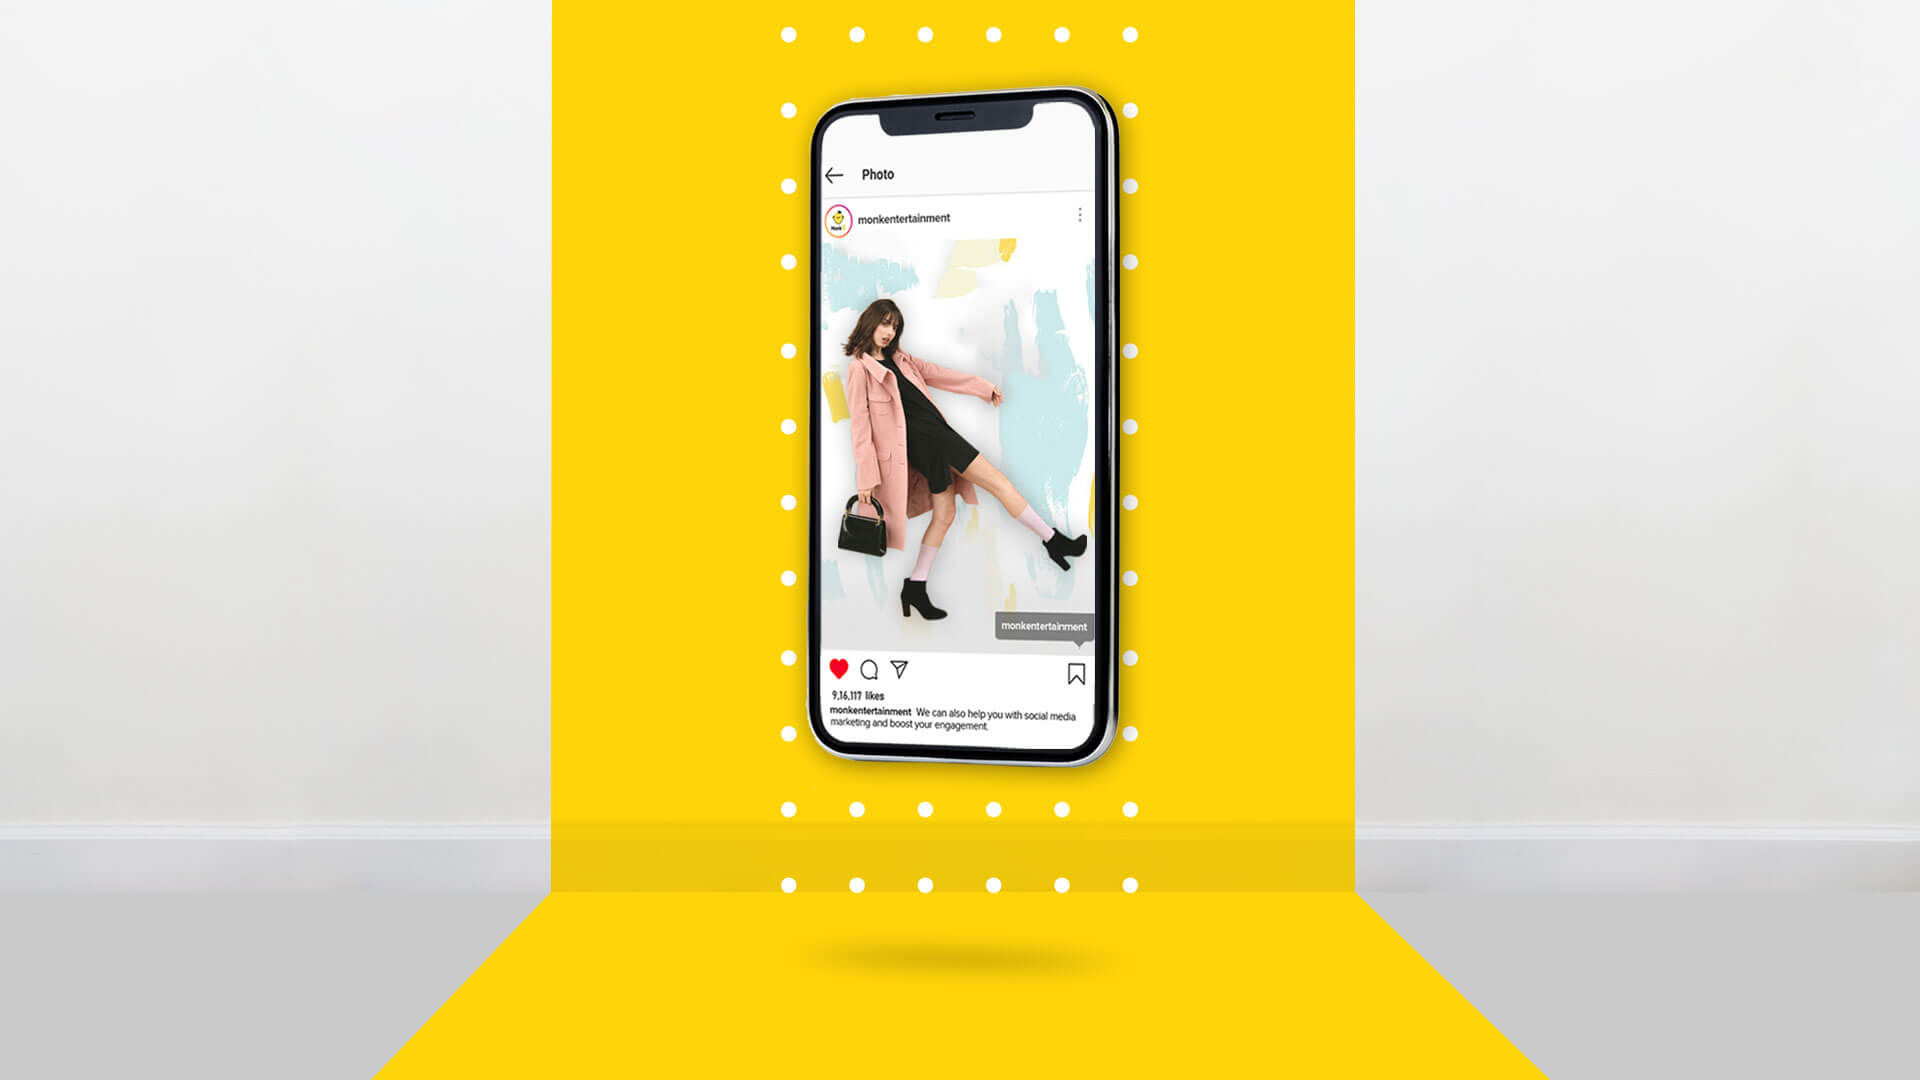 Photo
monkentertainment
Monk E
monkentertainment
9,16,117 likes
monkentertainment We can also help you with social media
marketing and boost your engagement.